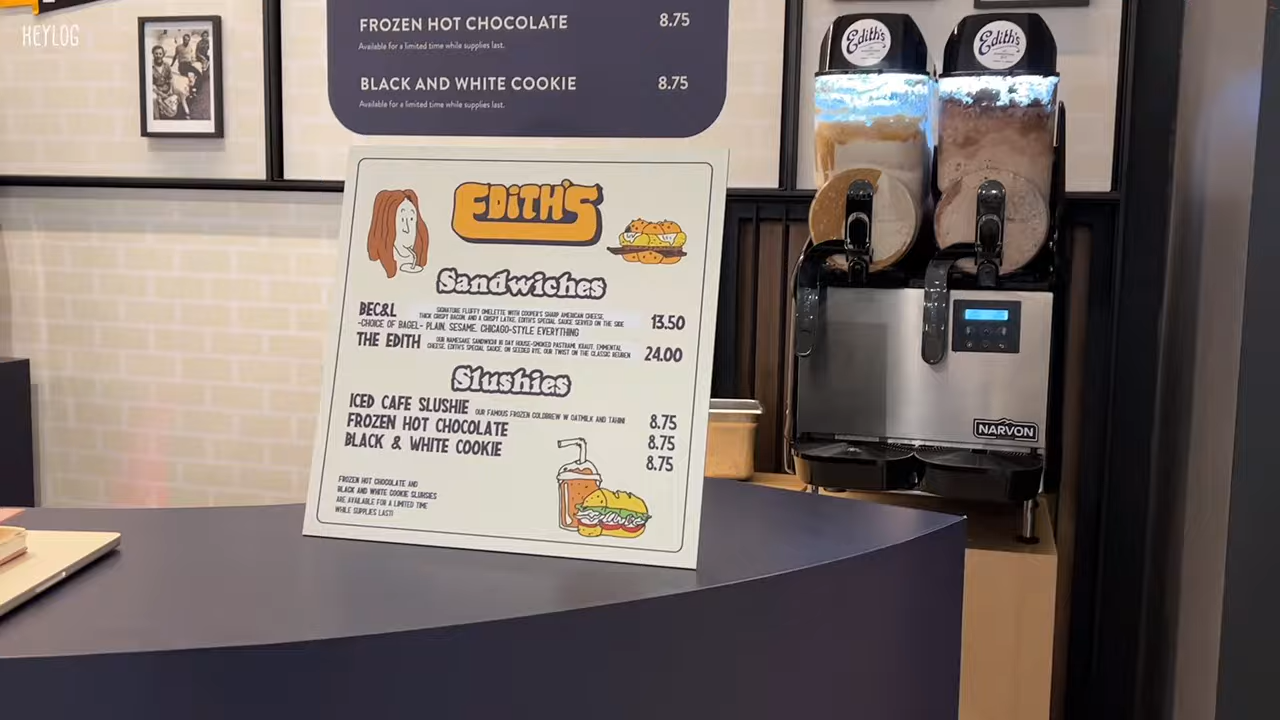 HEYLOG
FROZEN HOT CHOCOLATE 8.75
Available for a limited time while supplies last.
BLACK AND WHITE COOKIE 8.75
Available for a limited time while supplies last.
Edith's
Edith's
EDiTH'S
Sandwiches
BEC&L SIGNATURE FLUFFY OMELETTE WITH COOPER'S SHARP AMERICAN CHEESE,
THICK CRISPY BACON, AND A CRISPY LATKE, EDITH'S SPECIAL SAUCE SERVED ON THE SIDE 13.50
-CHOICE OF BAGEL- PLAIN, SESAME, CHICAGO-STYLE EVERYTHING
THE EDITH OUR NAMESAKE SANDWICH! 10 DAY HOUSE-SMOKED PASTRAMI, KRAUT, EMMENTAL
CHEESE, EDITH'S SPECIAL SAUCE, ON SEEDED RYE, OUR TWIST ON THE CLASSIC REUBEN 24.00
Slushies
ICED CAFE SLUSHIE OUR FAMOUS FROZEN COLDBREW W OATMILK AND TAHINI 8.75
FROZEN HOT CHOCOLATE 8.75
BLACK & WHITE COOKIE 8.75
FROZEN HOT CHOCOLATE AND
BLACK AND WHITE COOKIE SLURSIES
ARE AVAILABLE FOR A LIMITED TIME
WHILE SUPPLIES LAST!
PULL
NARVON